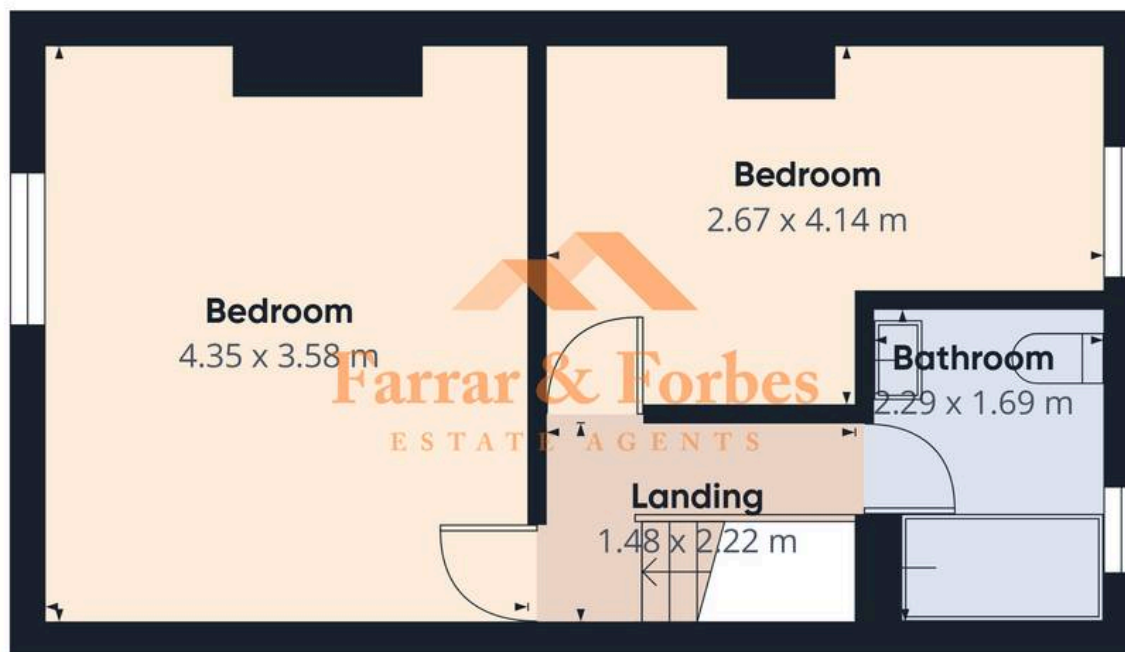 Bedroom
2.67 x 4.14 m
Bedroom
4.35 x 3.58 m
Farrar & Forbes
ESTATE AGENTS
Bathroom
2.29 x 1.69 m
Landing
1.48 x 2.22 m